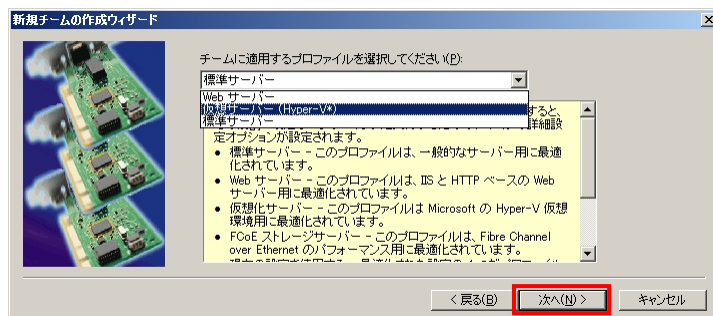 新規チームの作成ウィザード
チームに適用するプロファイルを選択してください(P):
標準サーバー
Web サーバー
仮想サーバー (Hyper-V*)
標準サーバー
すると、
詳細設
定オプションが設定されます。
• 標準サーバー - このプロファイルは、一般的なサーバー用に最適
化されています。
• Web サーバー - このプロファイルは、IIS と HTTP ベースの Web
サーバー用に最適化されています。
• 仮想化サーバー - このプロファイルは Microsoft の Hyper-V 仮想
環境用に最適化されています。
• FCoE ストレージサーバー - このプロファイルは、Fibre Channel
over Ethernet のパフォーマンス用に最適化されています。
< 戻る(B)
次へ(N) >
キャンセル